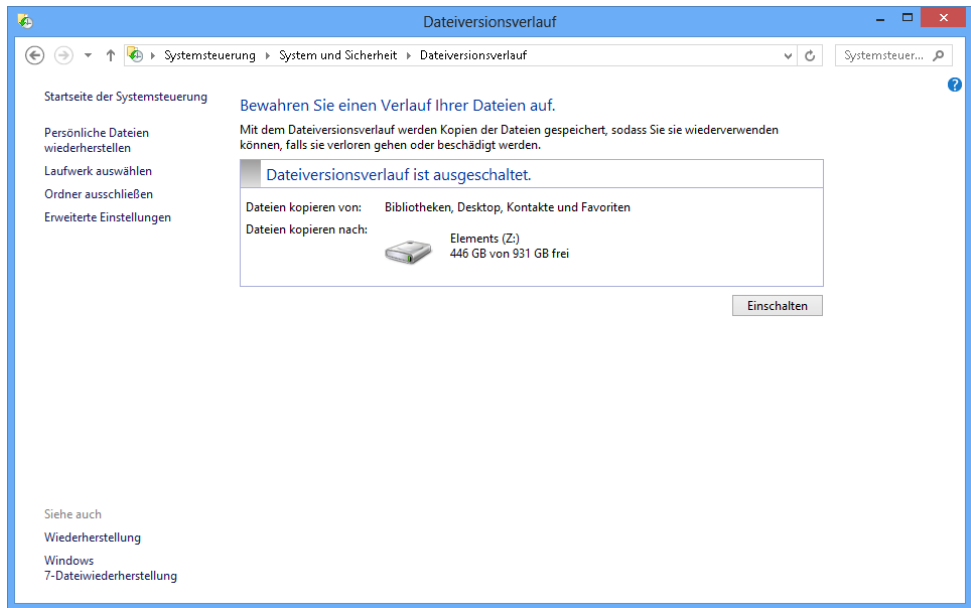 Dateiversionsverlauf
Systemsteuerung
System und Sicherheit
Dateiversionsverlauf
Systemsteuer...
Startseite der Systemsteuerung
Persönliche Dateien
wiederherstellen
Laufwerk auswählen
Ordner ausschließen
Erweiterte Einstellungen
Bewahren Sie einen Verlauf Ihrer Dateien auf.
Mit dem Dateiversionsverlauf werden Kopien der Dateien gespeichert, sodass Sie sie wiederverwenden
können, falls sie verloren gehen oder beschädigt werden.
Dateiversionsverlauf ist ausgeschaltet.
Dateien kopieren von: Bibliotheken, Desktop, Kontakte und Favoriten
Dateien kopieren nach:
Elements (Z:)
446 GB von 931 GB frei
Einschalten
Siehe auch
Wiederherstellung
Windows
7-Dateiwiederherstellung